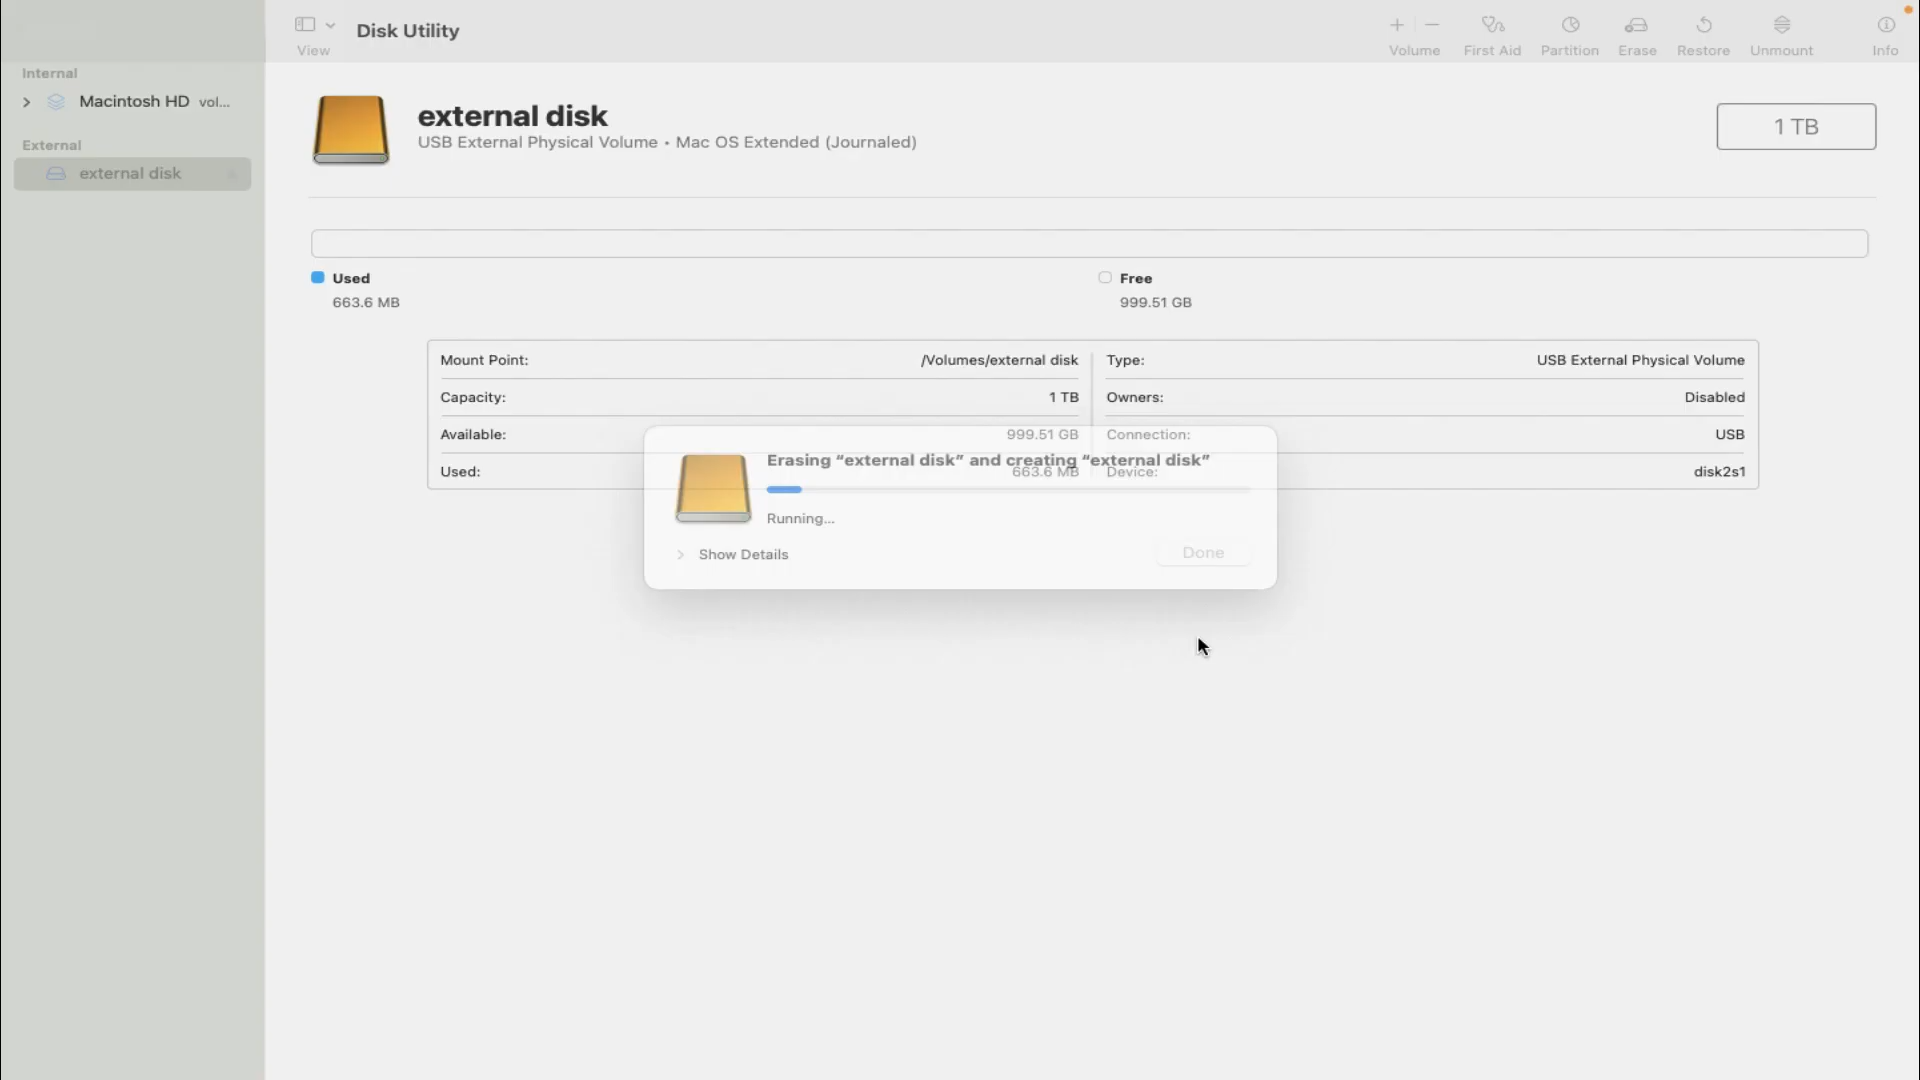 View
Disk Utility
Volume
First Aid
Partition
Erase
Restore
Unmount
Info
Internal
Macintosh HD vol...
External
external disk
external disk
USB External Physical Volume • Mac OS Extended (Journaled)
1 TB
Used
663.6 MB
Free
999.51 GB
Mount Point: /Volumes/external disk
Type: USB External Physical Volume
Capacity: 1 TB
Owners: Disabled
Available: 999.51 GB
Connection: USB
Used: 663.6 MB
Device: disk2s1
Erasing “external disk” and creating “external disk”
Running...
Show Details
Done